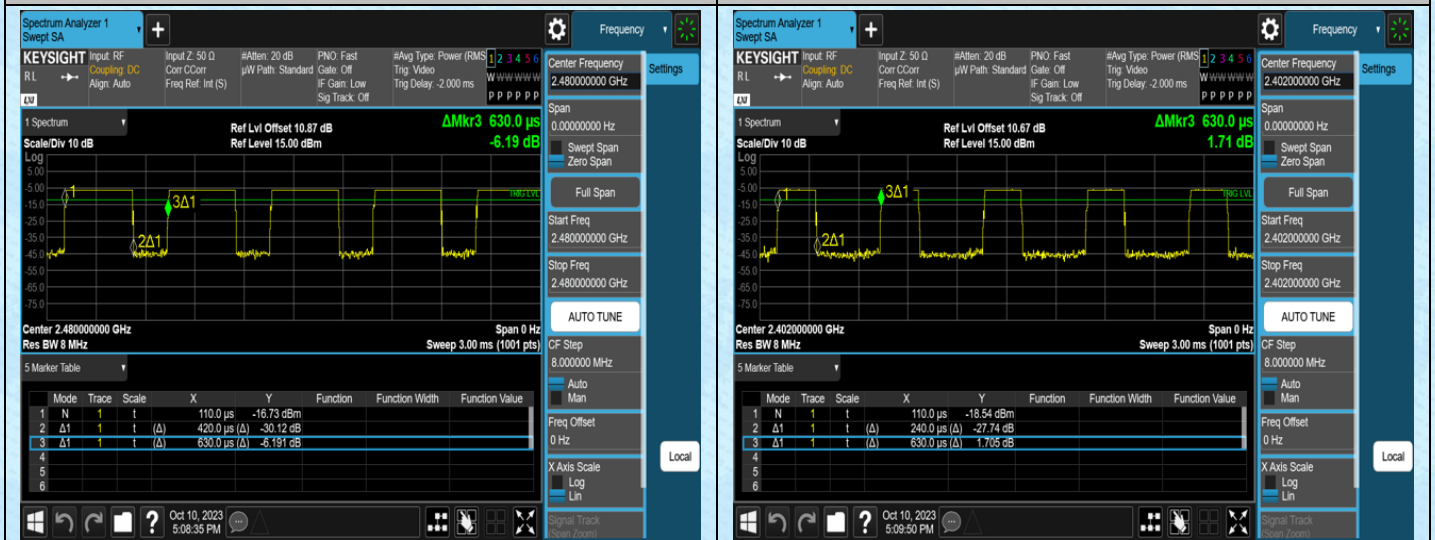 Spectrum Analyzer 1
Swept SA
Frequency
KEYSIGHT Input: RF Input Z: 50 Ω #Atten: 20 dB PNO: Fast #Avg Type: Power (RMS 1 2 3 4 5 6
R L Coupling: DC Corr CCorr µW Path: Standard Gate: Off Trig: Video W W W W W W
Align: Auto Freq Ref: Int (S) IF Gain: Low Trig Delay: -2.000 ms
Sig Track: Off P P P P P P
LXI
1 Spectrum
Ref Lvl Offset 10.87 dB
ΔMkr3 630.0 µs
Scale/Div 10 dB
Ref Level 15.00 dBm
-6.19 dB
Log
5.00
-5.00
-15.0
-25.0
-35.0
-45.0
-55.0
-65.0
-75.0
1
3Δ1
2Δ1
TRIG LVL
Center 2.480000000 GHz
Span 0 Hz
Res BW 8 MHz
Sweep 3.00 ms (1001 pts)
5 Marker Table
Mode Trace Scale X Y Function Function Width Function Value
1 N 1 t 110.0 µs -16.73 dBm
2 Δ1 1 t (Δ) 420.0 µs (Δ) -30.12 dB
3 Δ1 1 t (Δ) 630.0 µs (Δ) -6.191 dB
4
5
6
Oct 10, 2023
5:08:35 PM
Center Frequency
2.480000000 GHz
Settings
Span
0.00000000 Hz
Swept Span
Zero Span
Full Span
Start Freq
2.480000000 GHz
Stop Freq
2.480000000 GHz
AUTO TUNE
CF Step
8.000000 MHz
Auto
Man
Freq Offset
0 Hz
Local
X Axis Scale
Log
Lin
Signal Track
(Span Zoom)
Spectrum Analyzer 1
Swept SA
Frequency
KEYSIGHT Input: RF Input Z: 50 Ω #Atten: 20 dB PNO: Fast #Avg Type: Power (RMS 1 2 3 4 5 6
R L Coupling: DC Corr CCorr µW Path: Standard Gate: Off Trig: Video W W W W W W
Align: Auto Freq Ref: Int (S) IF Gain: Low Trig Delay: -2.000 ms
Sig Track: Off P P P P P P
LXI
1 Spectrum
Ref Lvl Offset 10.67 dB
ΔMkr3 630.0 µs
Scale/Div 10 dB
Ref Level 15.00 dBm
1.71 dB
Log
5.00
-5.00
-15.0
-25.0
-35.0
-45.0
-55.0
-65.0
-75.0
1
3Δ1
2Δ1
TRIG LVL
Center 2.402000000 GHz
Span 0 Hz
Res BW 8 MHz
Sweep 3.00 ms (1001 pts)
5 Marker Table
Mode Trace Scale X Y Function Function Width Function Value
1 N 1 t 110.0 µs -18.54 dBm
2 Δ1 1 t (Δ) 240.0 µs (Δ) -27.74 dB
3 Δ1 1 t (Δ) 630.0 µs (Δ) 1.705 dB
4
5
6
Oct 10, 2023
5:09:50 PM
Center Frequency
2.402000000 GHz
Settings
Span
0.00000000 Hz
Swept Span
Zero Span
Full Span
Start Freq
2.402000000 GHz
Stop Freq
2.402000000 GHz
AUTO TUNE
CF Step
8.000000 MHz
Auto
Man
Freq Offset
0 Hz
Local
X Axis Scale
Log
Lin
Signal Track
(Span Zoom)